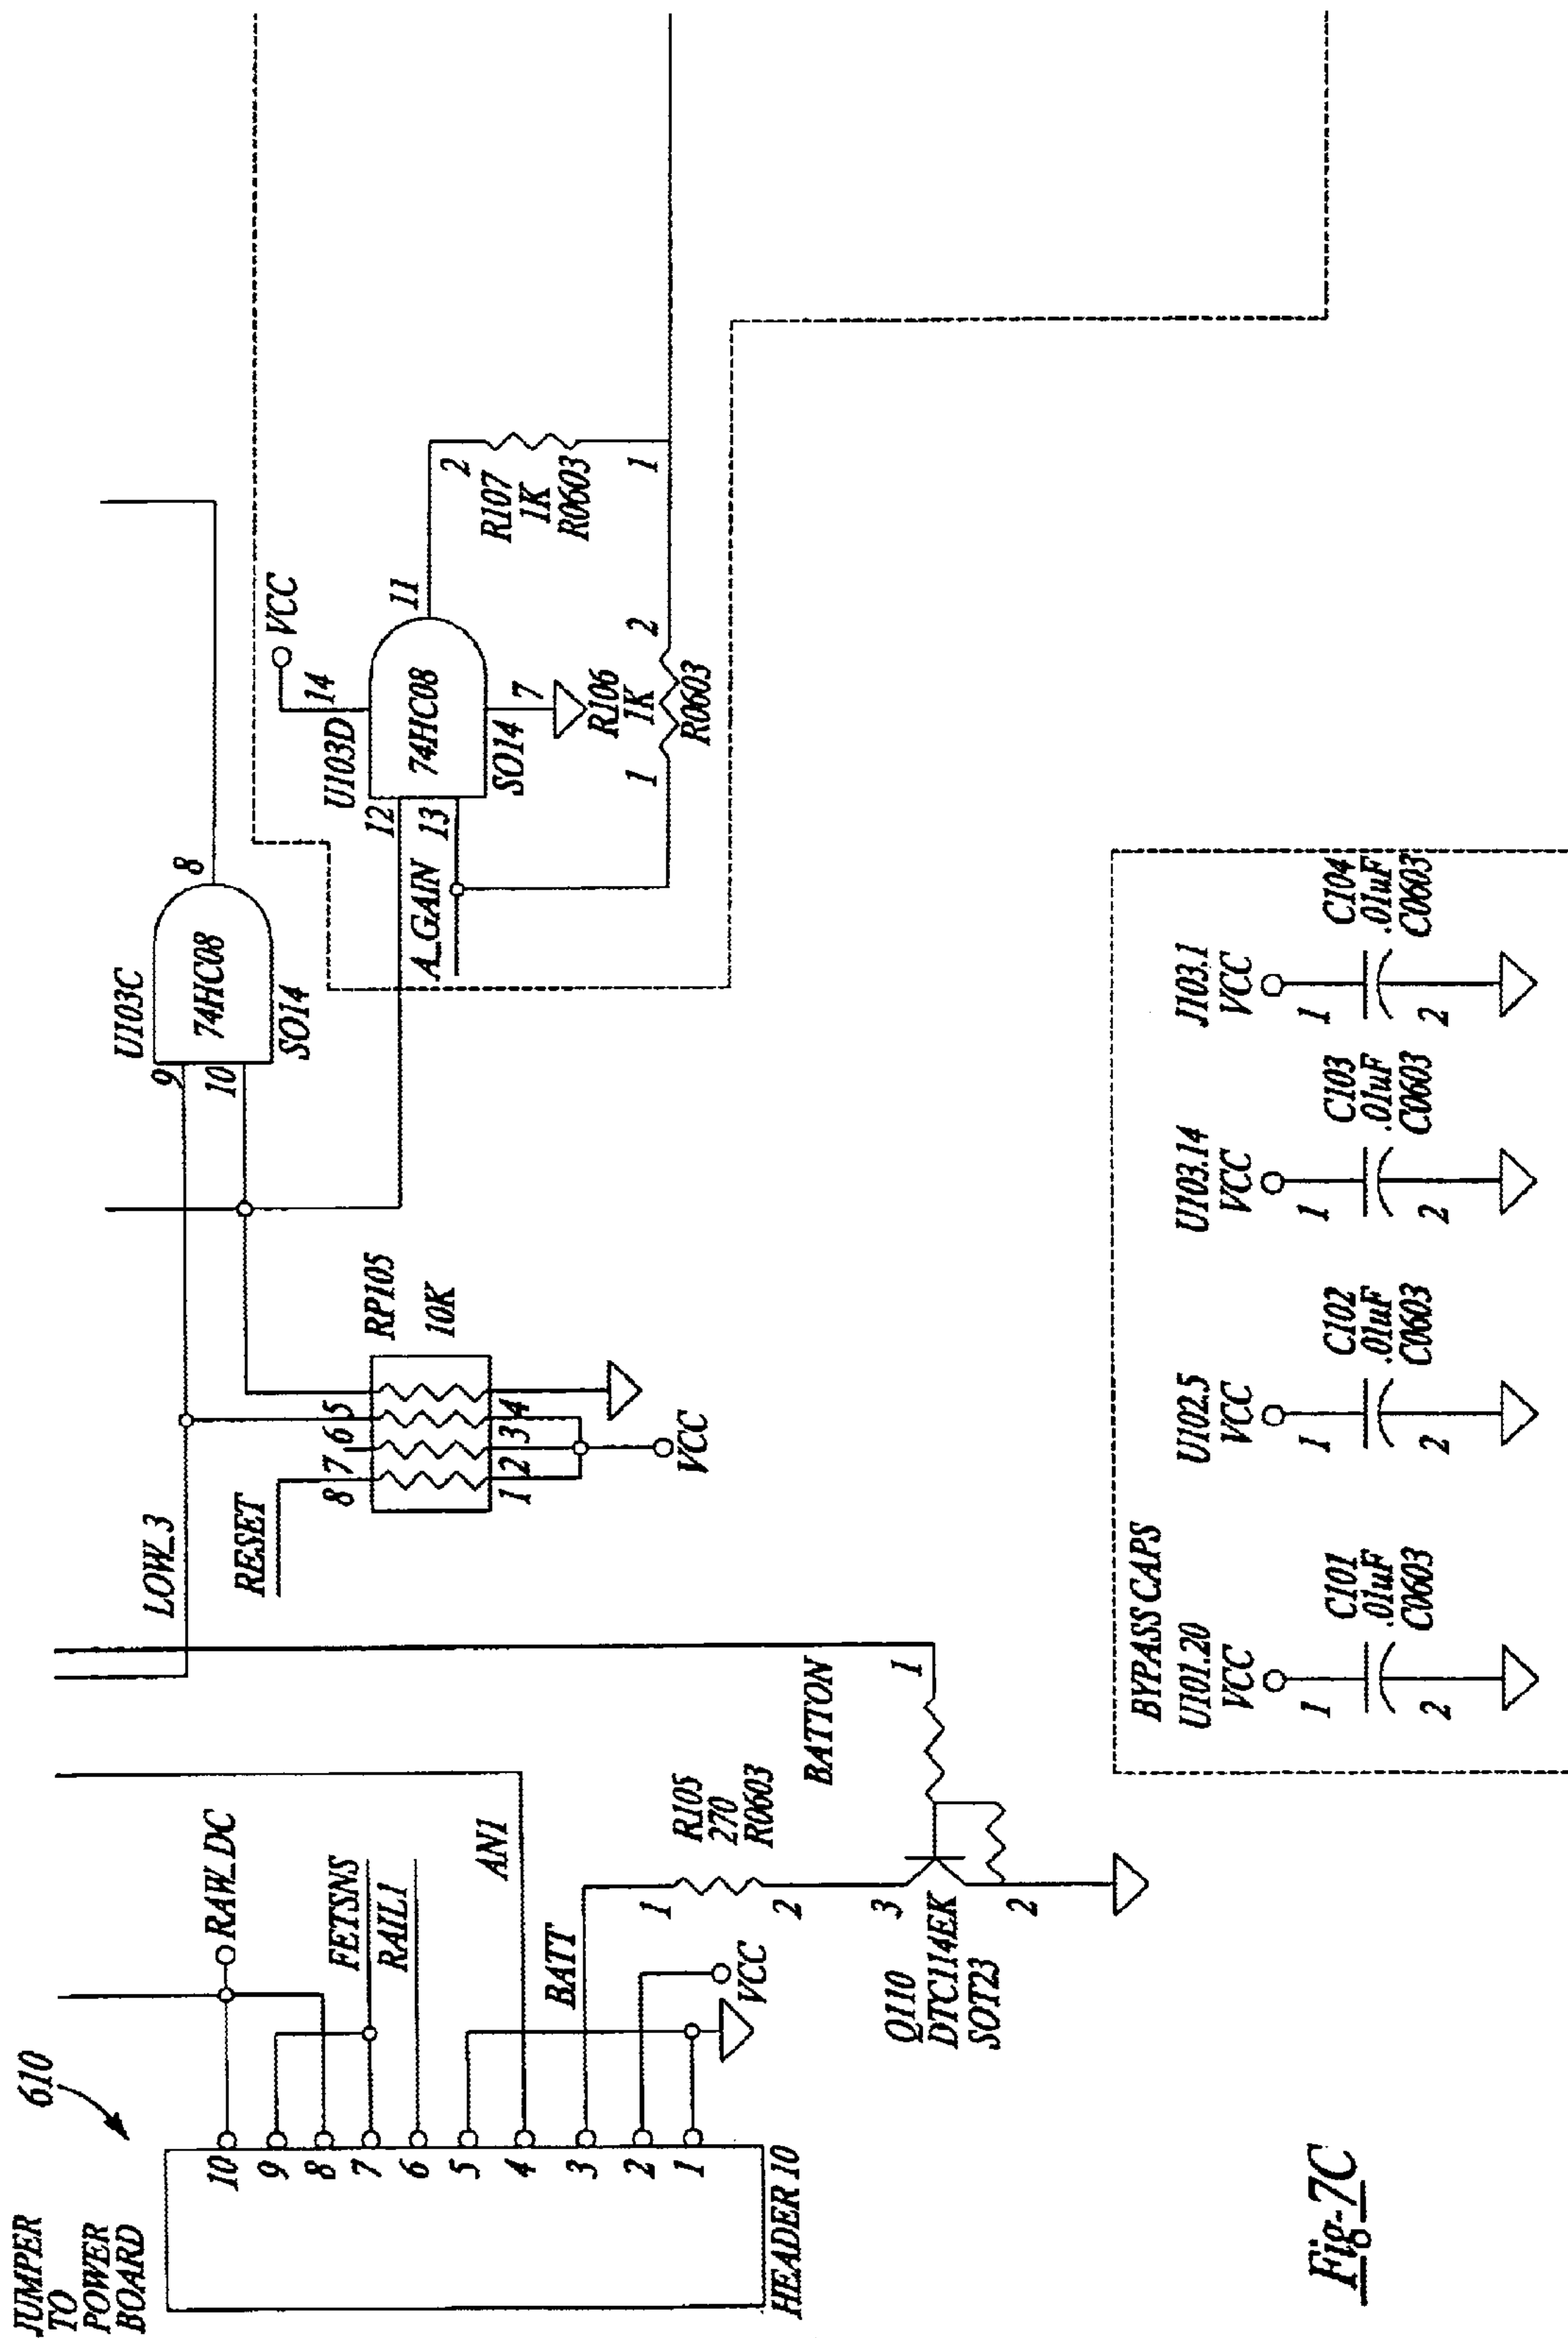 JUMPER
TO
POWER
BOARD
610
10
9
8
7
6
5
4
3
2
1
HEADER 10
RAW_DC
FETSNS
RAIL1
AN1
BATT
VCC
R105
270
R0603
1
2
BATTON
1
3
2
Q110
DTC114EK
SOT23
LOW_3
RESET
8
7
6
5
1
2
3
4
RP105
10K
VCC
U103C
9
10
74HC08
8
SO14
VCC
14
U103D
12
13
A_GAIN
74HC08
11
SO14
7
R107
1K
R0603
2
1
R106
1K
R0603
1
2
BYPASS CAPS
U101.20
VCC
1
2
C101
.01uF
C0603
U102.5
VCC
1
2
C102
.01uF
C0603
U103.14
VCC
1
2
C103
.01uF
C0603
J103.1
VCC
1
2
C104
.01uF
C0603
Fig-7C